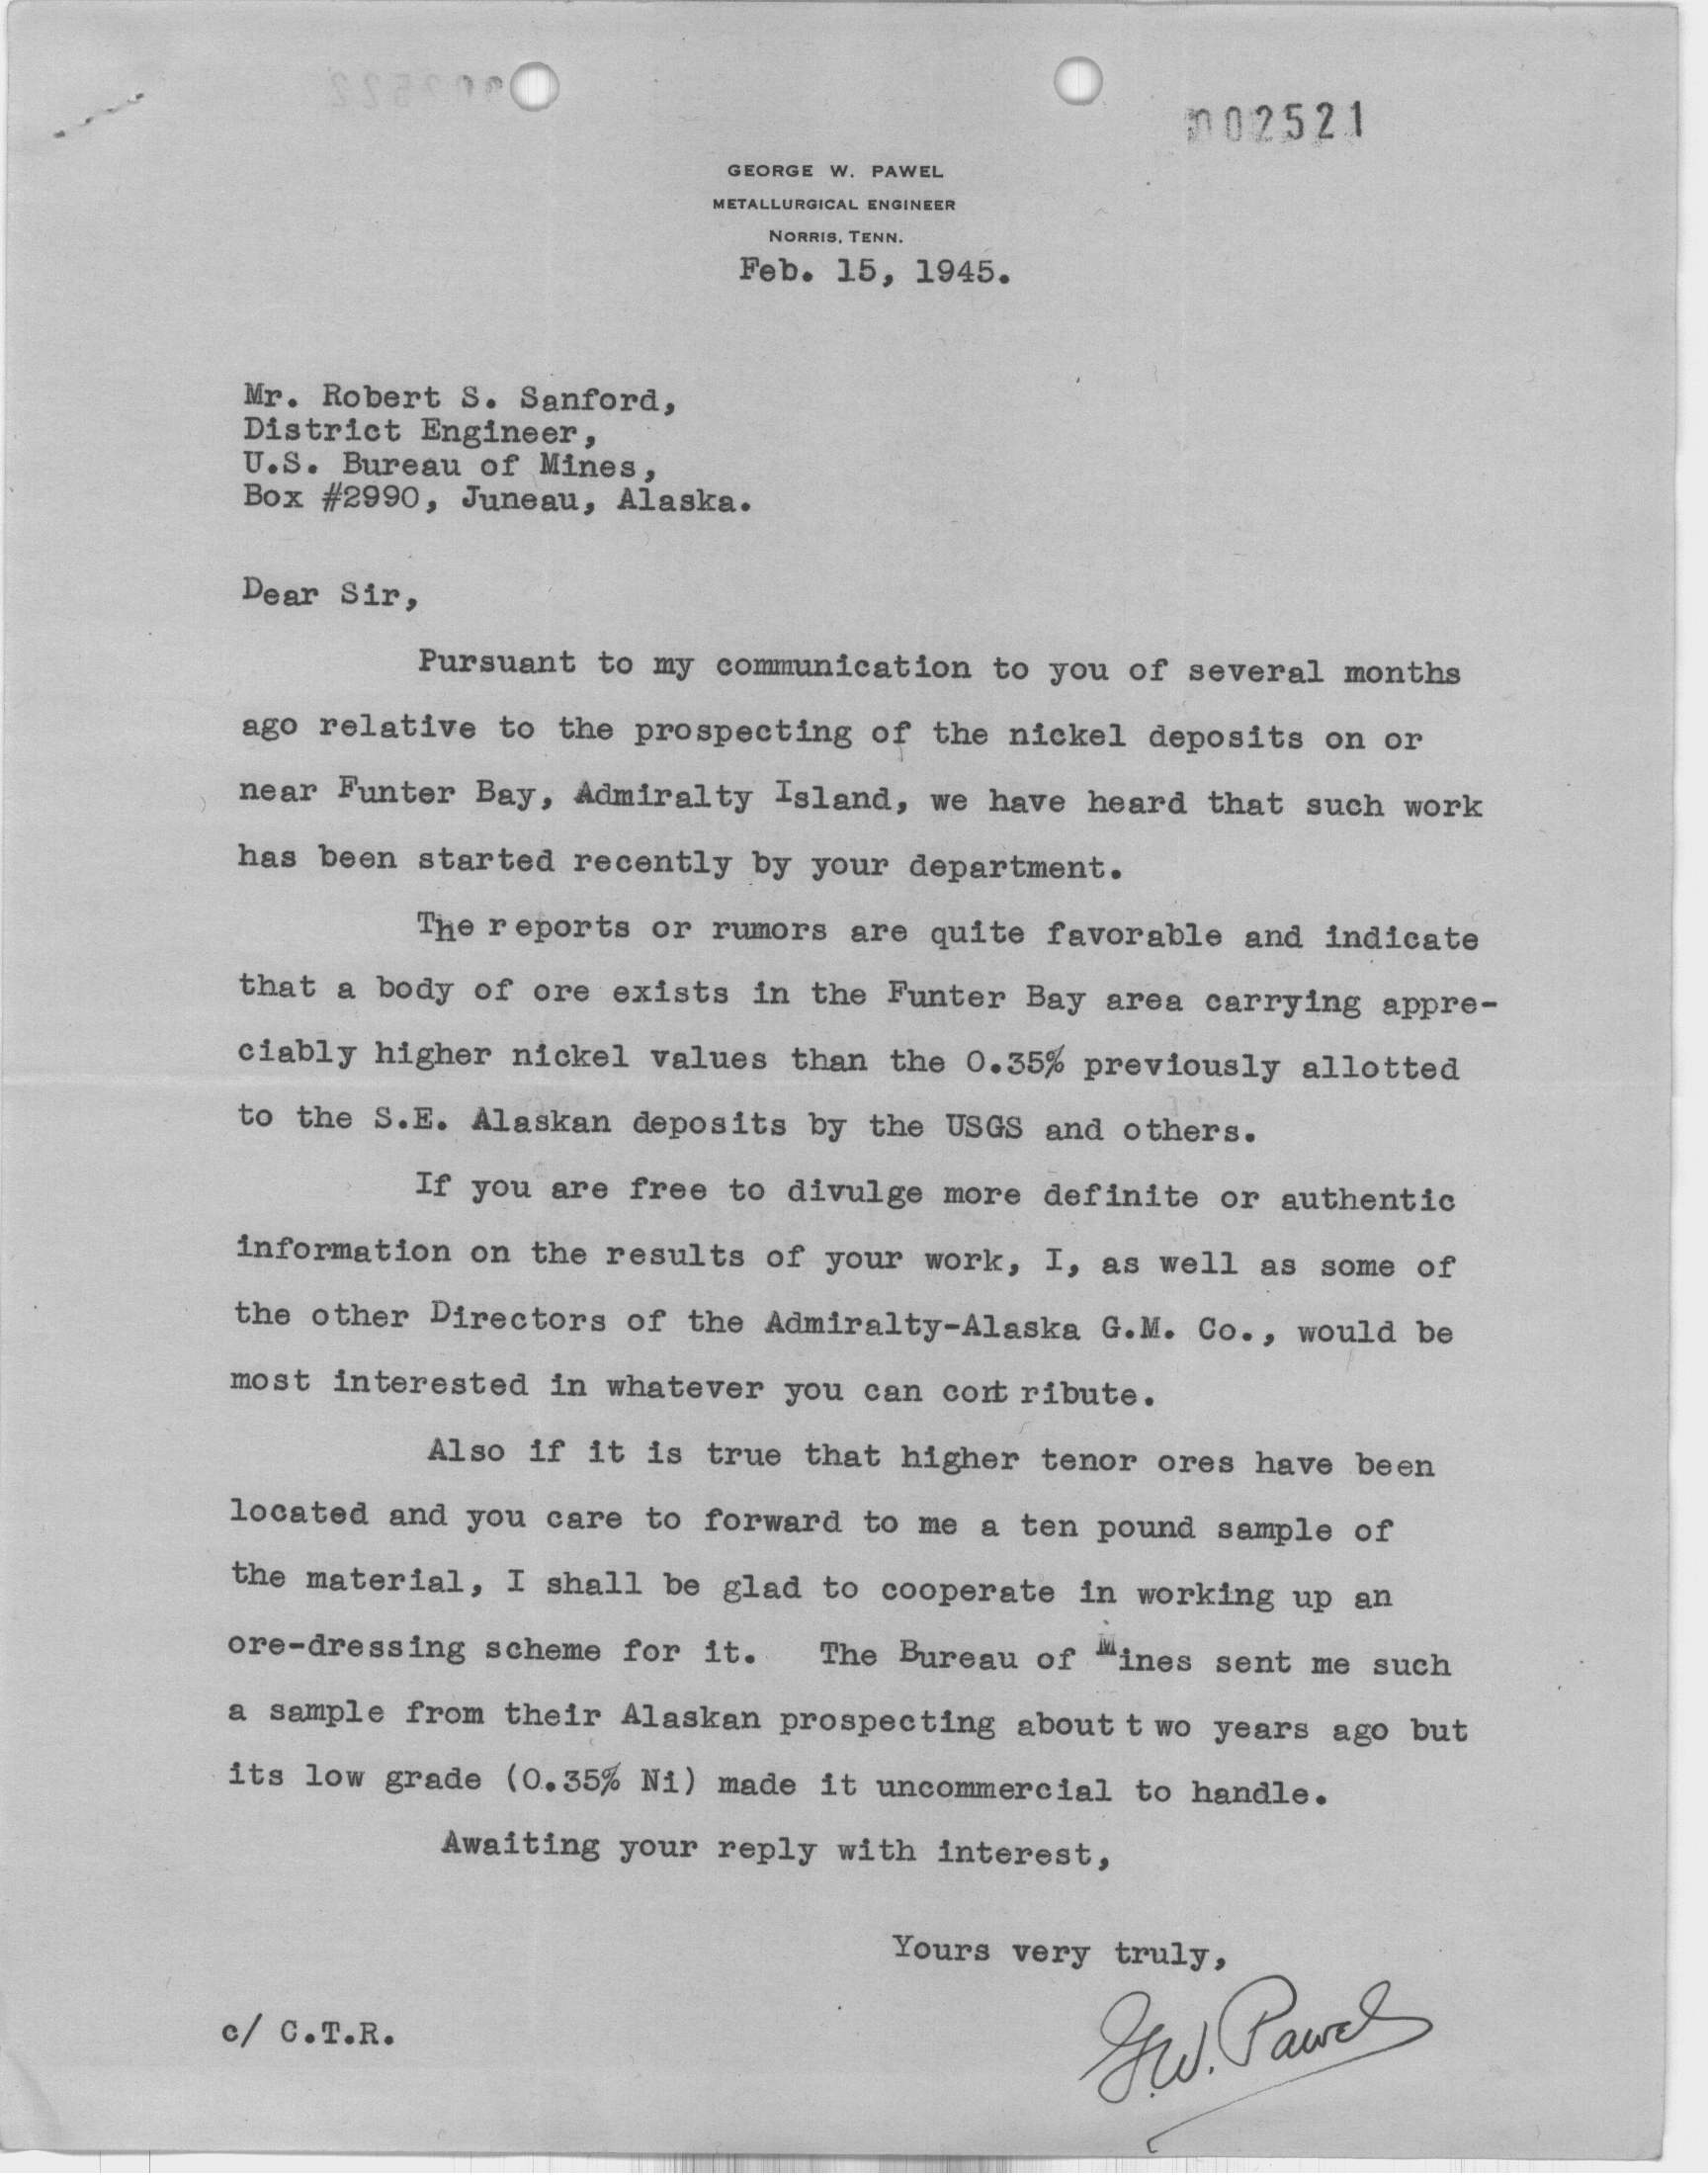 002521
GEORGE W. PAWEL
METALLURGICAL ENGINEER
NORRIS, TENN.
Feb. 15, 1945.
Mr. Robert S. Sanford,
District Engineer,
U.S. Bureau of Mines,
Box #2990, Juneau, Alaska.
Dear Sir,
Pursuant to my communication to you of several months
ago relative to the prospecting of the nickel deposits on or
near Funter Bay, Admiralty Island, we have heard that such work
has been started recently by your department.
The reports or rumors are quite favorable and indicate
that a body of ore exists in the Funter Bay area carrying appre-
ciably higher nickel values than the 0.35% previously allotted
to the S.E. Alaskan deposits by the USGS and others.
If you are free to divulge more definite or authentic
information on the results of your work, I, as well as some of
the other Directors of the Admiralty-Alaska G.M. Co., would be
most interested in whatever you can contribute.
Also if it is true that higher tenor ores have been
located and you care to forward to me a ten pound sample of
the material, I shall be glad to cooperate in working up an
ore-dressing scheme for it. The Bureau of Mines sent me such
a sample from their Alaskan prospecting about two years ago but
its low grade (0.35% Ni) made it uncommercial to handle.
Awaiting your reply with interest,
Yours very truly,
G.W. Pawel
c/ C.T.R.